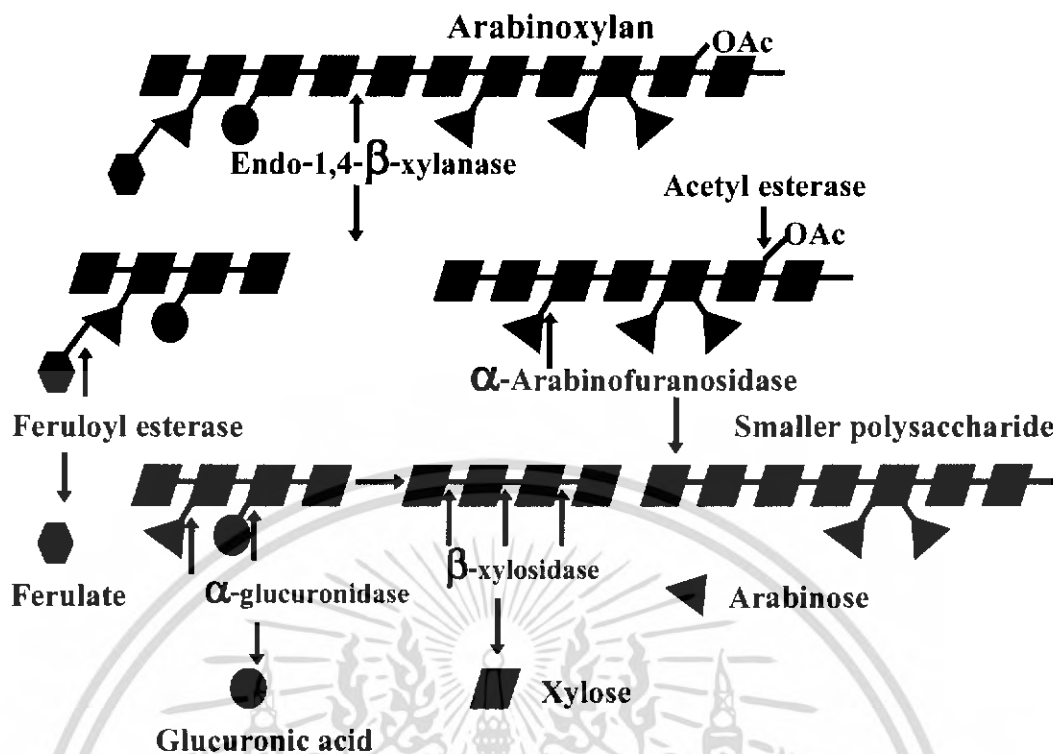 Arabinoxylan
OAc
Endo-1,4-β-xylanase
Acetyl esterase
OAc
α-Arabinofuranosidase
Feruloyl esterase
Smaller polysaccharide
Ferulate
α-glucuronidase
β-xylosidase
Arabinose
Xylose
Glucuronic acid